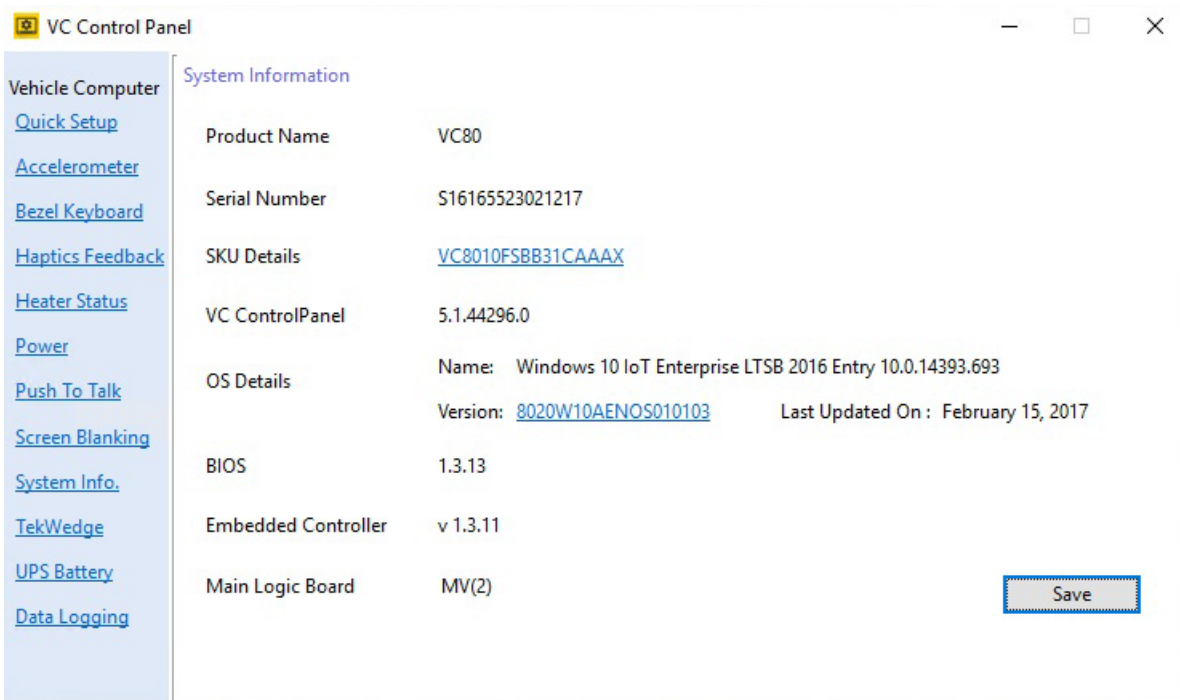 VC Control Panel
Vehicle Computer
Quick Setup
Accelerometer
Bezel Keyboard
Haptics Feedback
Heater Status
Power
Push To Talk
Screen Blanking
System Info.
TekWedge
UPS Battery
Data Logging
System Information
Product Name VC80
Serial Number S16165523021217
SKU Details VC8010FSBB31CAAAX
VC ControlPanel 5.1.44296.0
OS Details
Name: Windows 10 IoT Enterprise LTSB 2016 Entry 10.0.14393.693
Version: 8020W10AENOS010103 Last Updated On : February 15, 2017
BIOS 1.3.13
Embedded Controller v 1.3.11
Main Logic Board MV(2)
Save